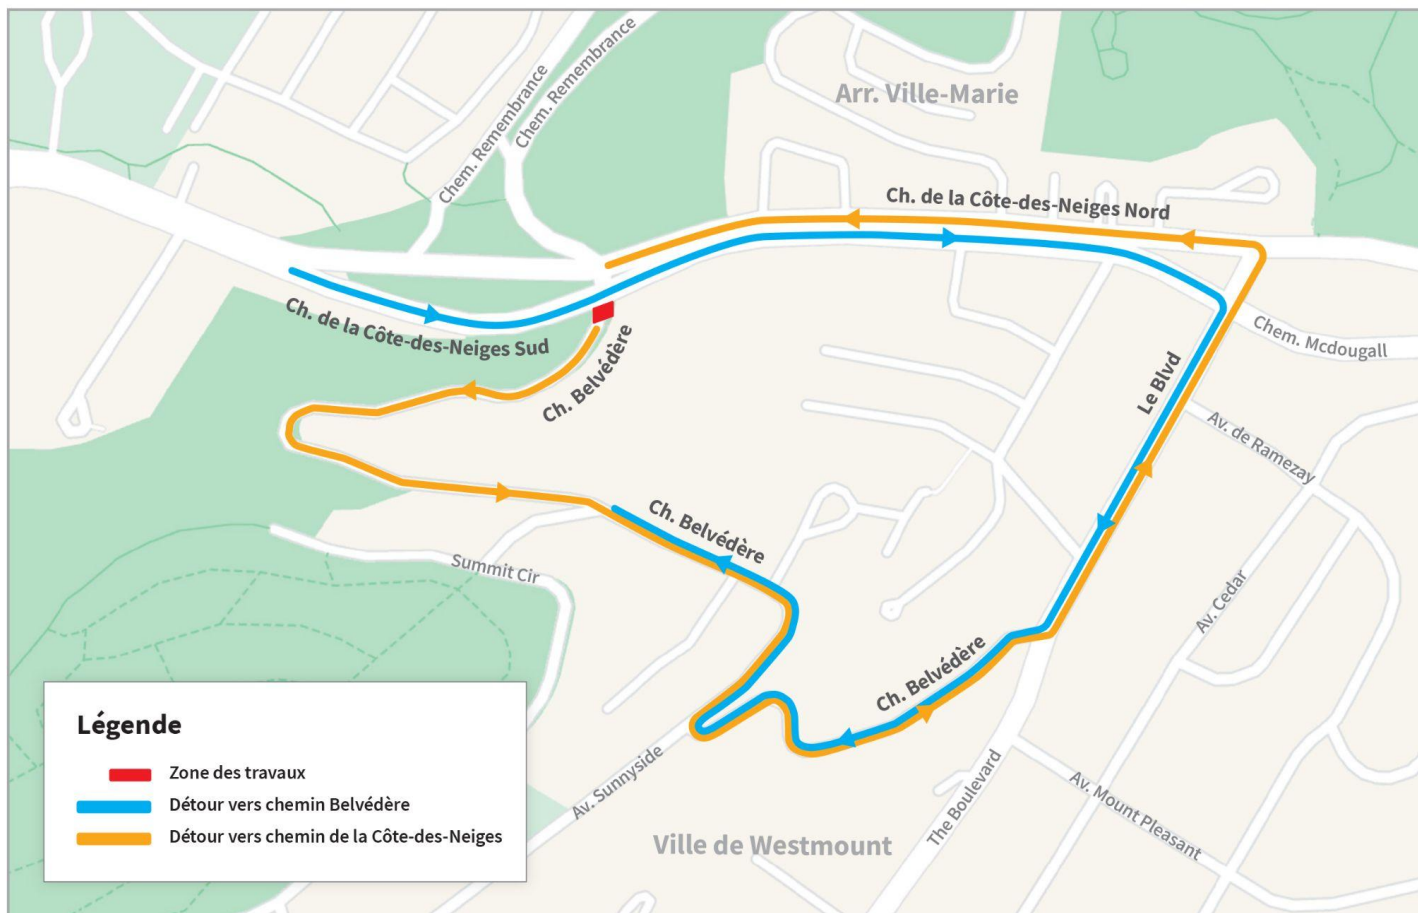 Chem. Remembrance
Chem. Remembrance
Arr. Ville-Marie
Ch. de la Côte-des-Neiges Nord
Ch. de la Côte-des-Neiges Sud
Ch. Belvédère
Chem. Mcdougall
Le Blvd
Av. de Ramezay
Ch. Belvédère
Summit Cir
Av. Cedar
Ch. Belvédère
Av. Sunnyside
The Boulevard
Av. Mount Pleasant
Ville de Westmount
Légende
Zone des travaux
Détour vers chemin Belvédère
Détour vers chemin de la Côte-des-Neiges